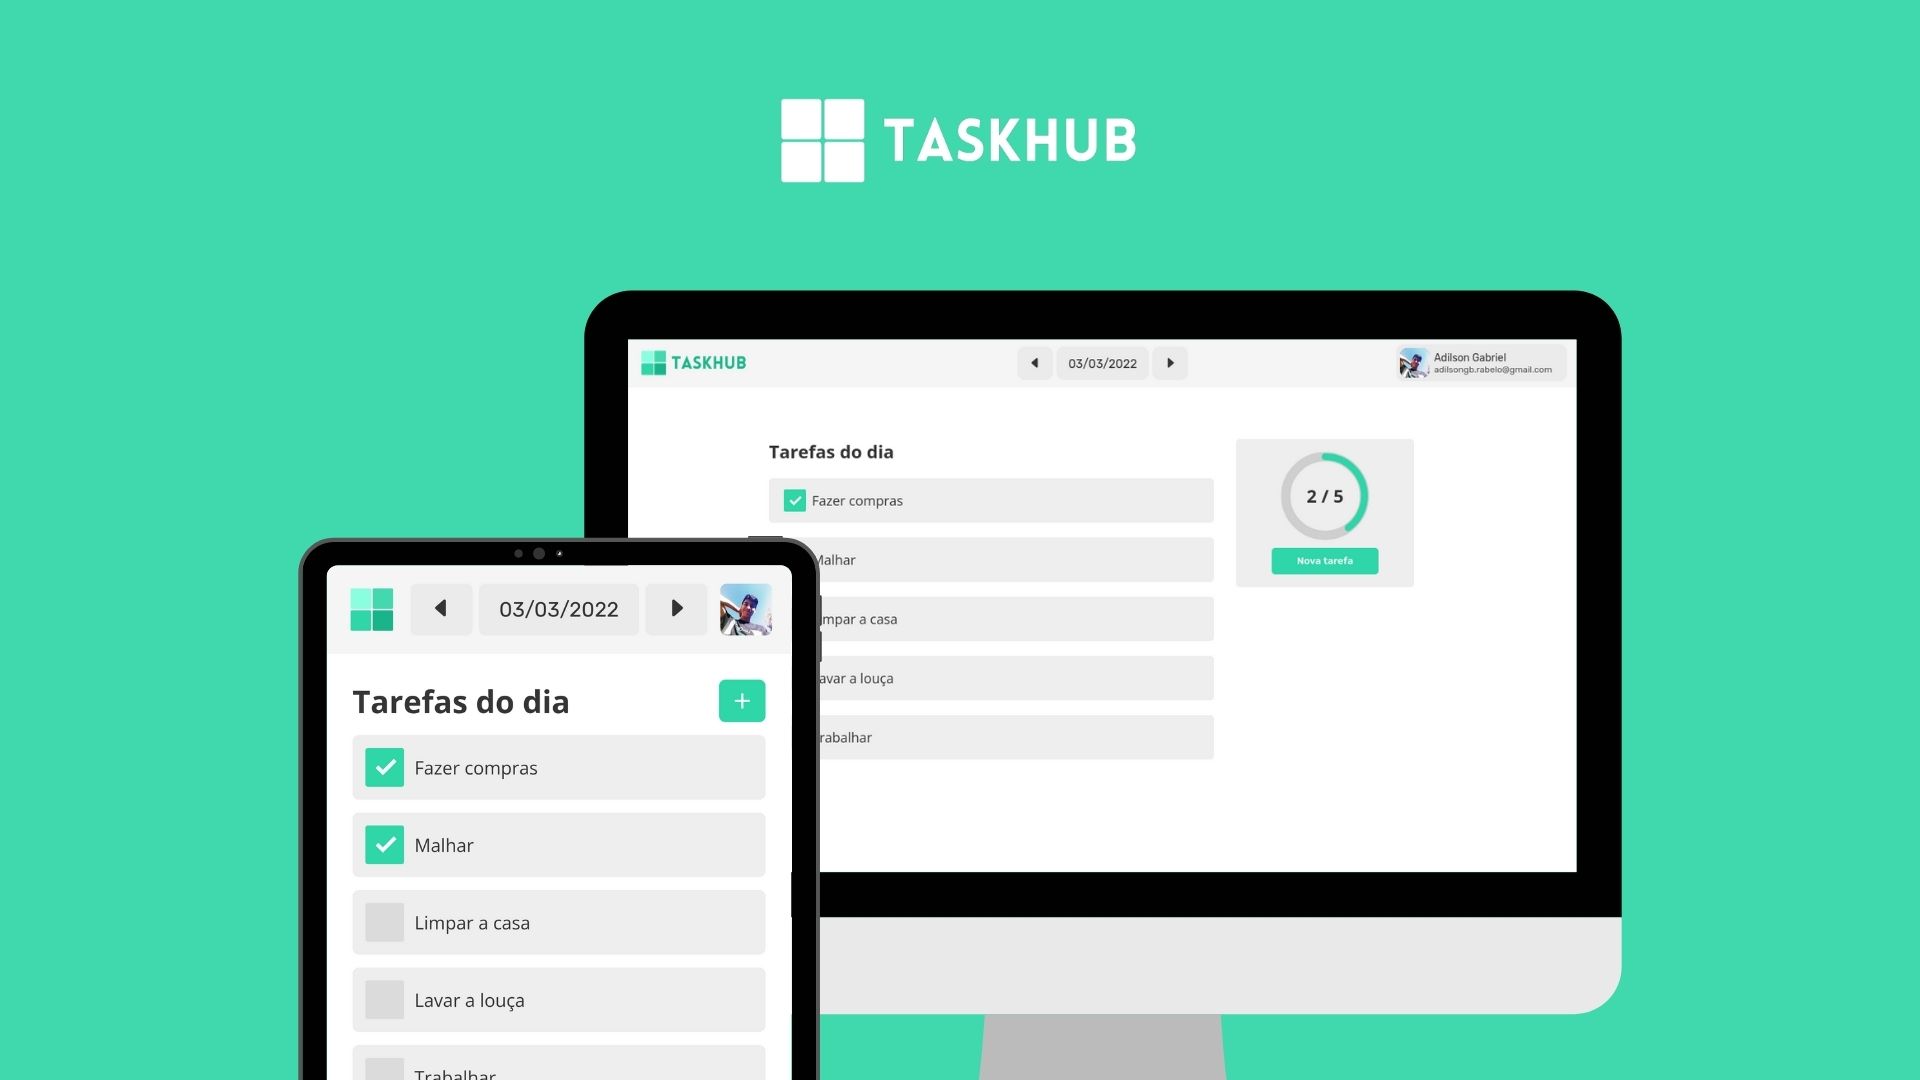 TASKHUB
TASKHUB
03/03/2022
Adilson Gabriel
adilsongb.rabelo@gmail.com
Tarefas do dia
Fazer compras
Malhar
impar a casa
avar a louça
rabalhar
2 / 5
Nova tarefa
03/03/2022
Tarefas do dia
+
Fazer compras
Malhar
Limpar a casa
Lavar a louça
Trabalhar